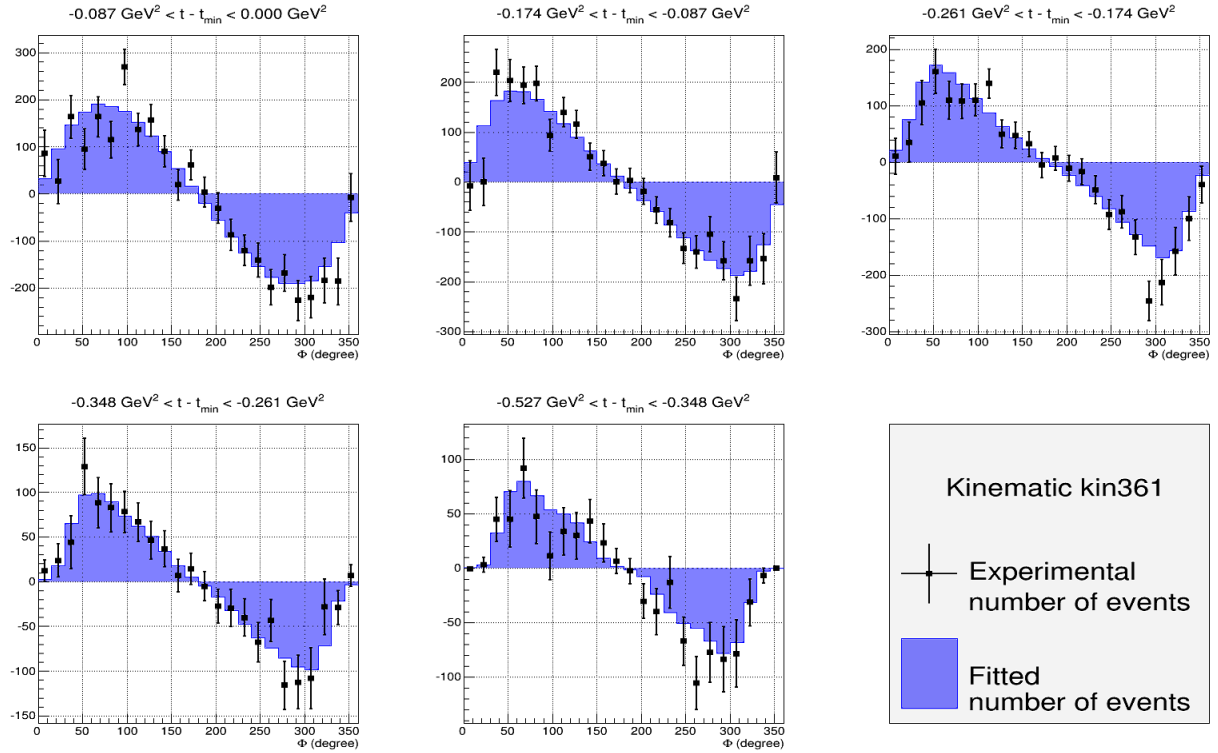 -0.087 GeV² < t - t_min < 0.000 GeV²
300
200
100
0
-100
-200
0 50 100 150 200 250 300 350
Φ (degree)
-0.174 GeV² < t - t_min < -0.087 GeV²
200
100
0
-100
-200
-300
0 50 100 150 200 250 300 350
Φ (degree)
-0.261 GeV² < t - t_min < -0.174 GeV²
200
100
0
-100
-200
-300
0 50 100 150 200 250 300 350
Φ (degree)
-0.348 GeV² < t - t_min < -0.261 GeV²
150
100
50
0
-50
-100
-150
0 50 100 150 200 250 300 350
Φ (degree)
-0.527 GeV² < t - t_min < -0.348 GeV²
100
50
0
-50
-100
0 50 100 150 200 250 300 350
Φ (degree)
Kinematic kin361
Experimental
number of events
Fitted
number of events